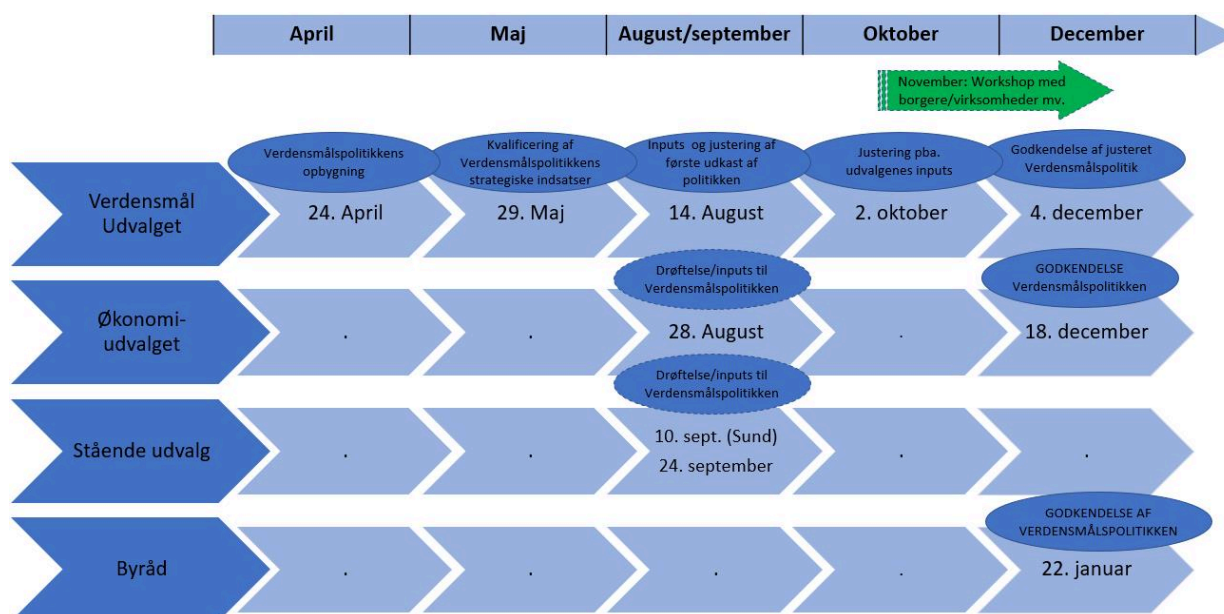 April
Maj
August/september
Oktober
December
November: Workshop med
borgere/virksomheder mv.
Verdensmål
Udvalget
Verdensmålspolitikkens
opbygning
24. April
Kvalificering af
Verdensmålspolitikkens
strategiske indsatser
29. Maj
Inputs og justering af
første udkast af
politikken
14. August
Justering pba.
udvalgenes inputs
2. oktober
Godkendelse af justeret
Verdensmålspolitik
4. december
Økonomi-
udvalget
.
.
Drøftelse/inputs til
Verdensmålspolitikken
28. August
.
GODKENDELSE
Verdensmålspolitikken
18. december
Stående udvalg
.
.
Drøftelse/inputs til
Verdensmålspolitikken
10. sept. (Sund)
24. september
.
.
Byråd
.
.
.
.
GODKENDELSE AF
VERDENSMÅLSPOLITIKKEN
22. januar